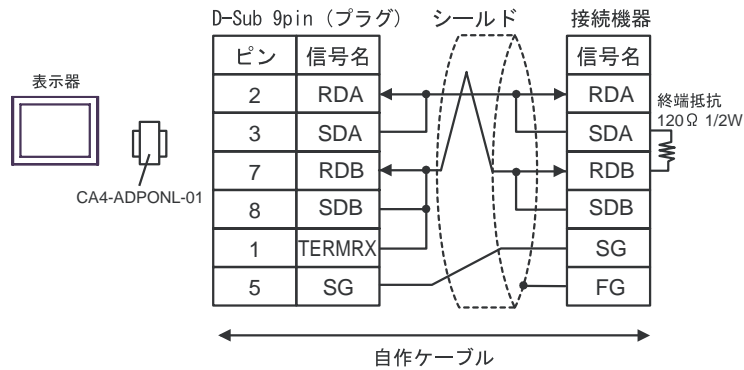 D-Sub 9pin（プラグ） シールド 接続機器
ピン 信号名 信号名
表示器
2 RDA RDA
終端抵抗
120Ω 1/2W
3 SDA SDA
7 RDB RDB
CA4-ADPONL-01
8 SDB SDB
1 TERMRX SG
5 SG FG
自作ケーブル